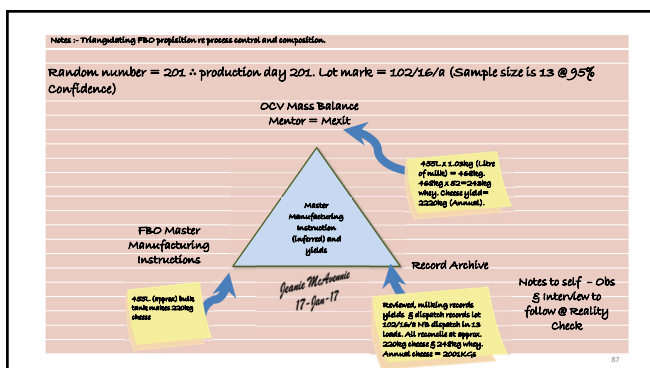 Notes :- Triangulating FBO propisition re process control and composition.
Random number = 201 ∴ production day 201. Lot mark = 102/16/a (Sample size is 13 @ 95%
Confidence)
OCV Mass Balance
Mentor = Mexit
455L x 1.03kg (Litre
of milk) = 468kg.
468kg x 52=243kg
whey. Cheese yield=
2220kg (Annual).
Master
Manufacturing
Instruction
(inferred) and
yields
FBO Master
Manufacturing
Instructions
455L (approx) bulk
tank makes 220kg
cheese
Jeanie McAvennie
17-Jan-17
Record Archive
Reviewed, milking records
yields & dispatch records lot
102/16/a NB dispatch in 13
loads. All reconcile at approx.
220kg cheese & 248kg whey.
Annual cheese = 2001KGs
Notes to self - Obs
& Interview to
follow @ Reality
Check
87